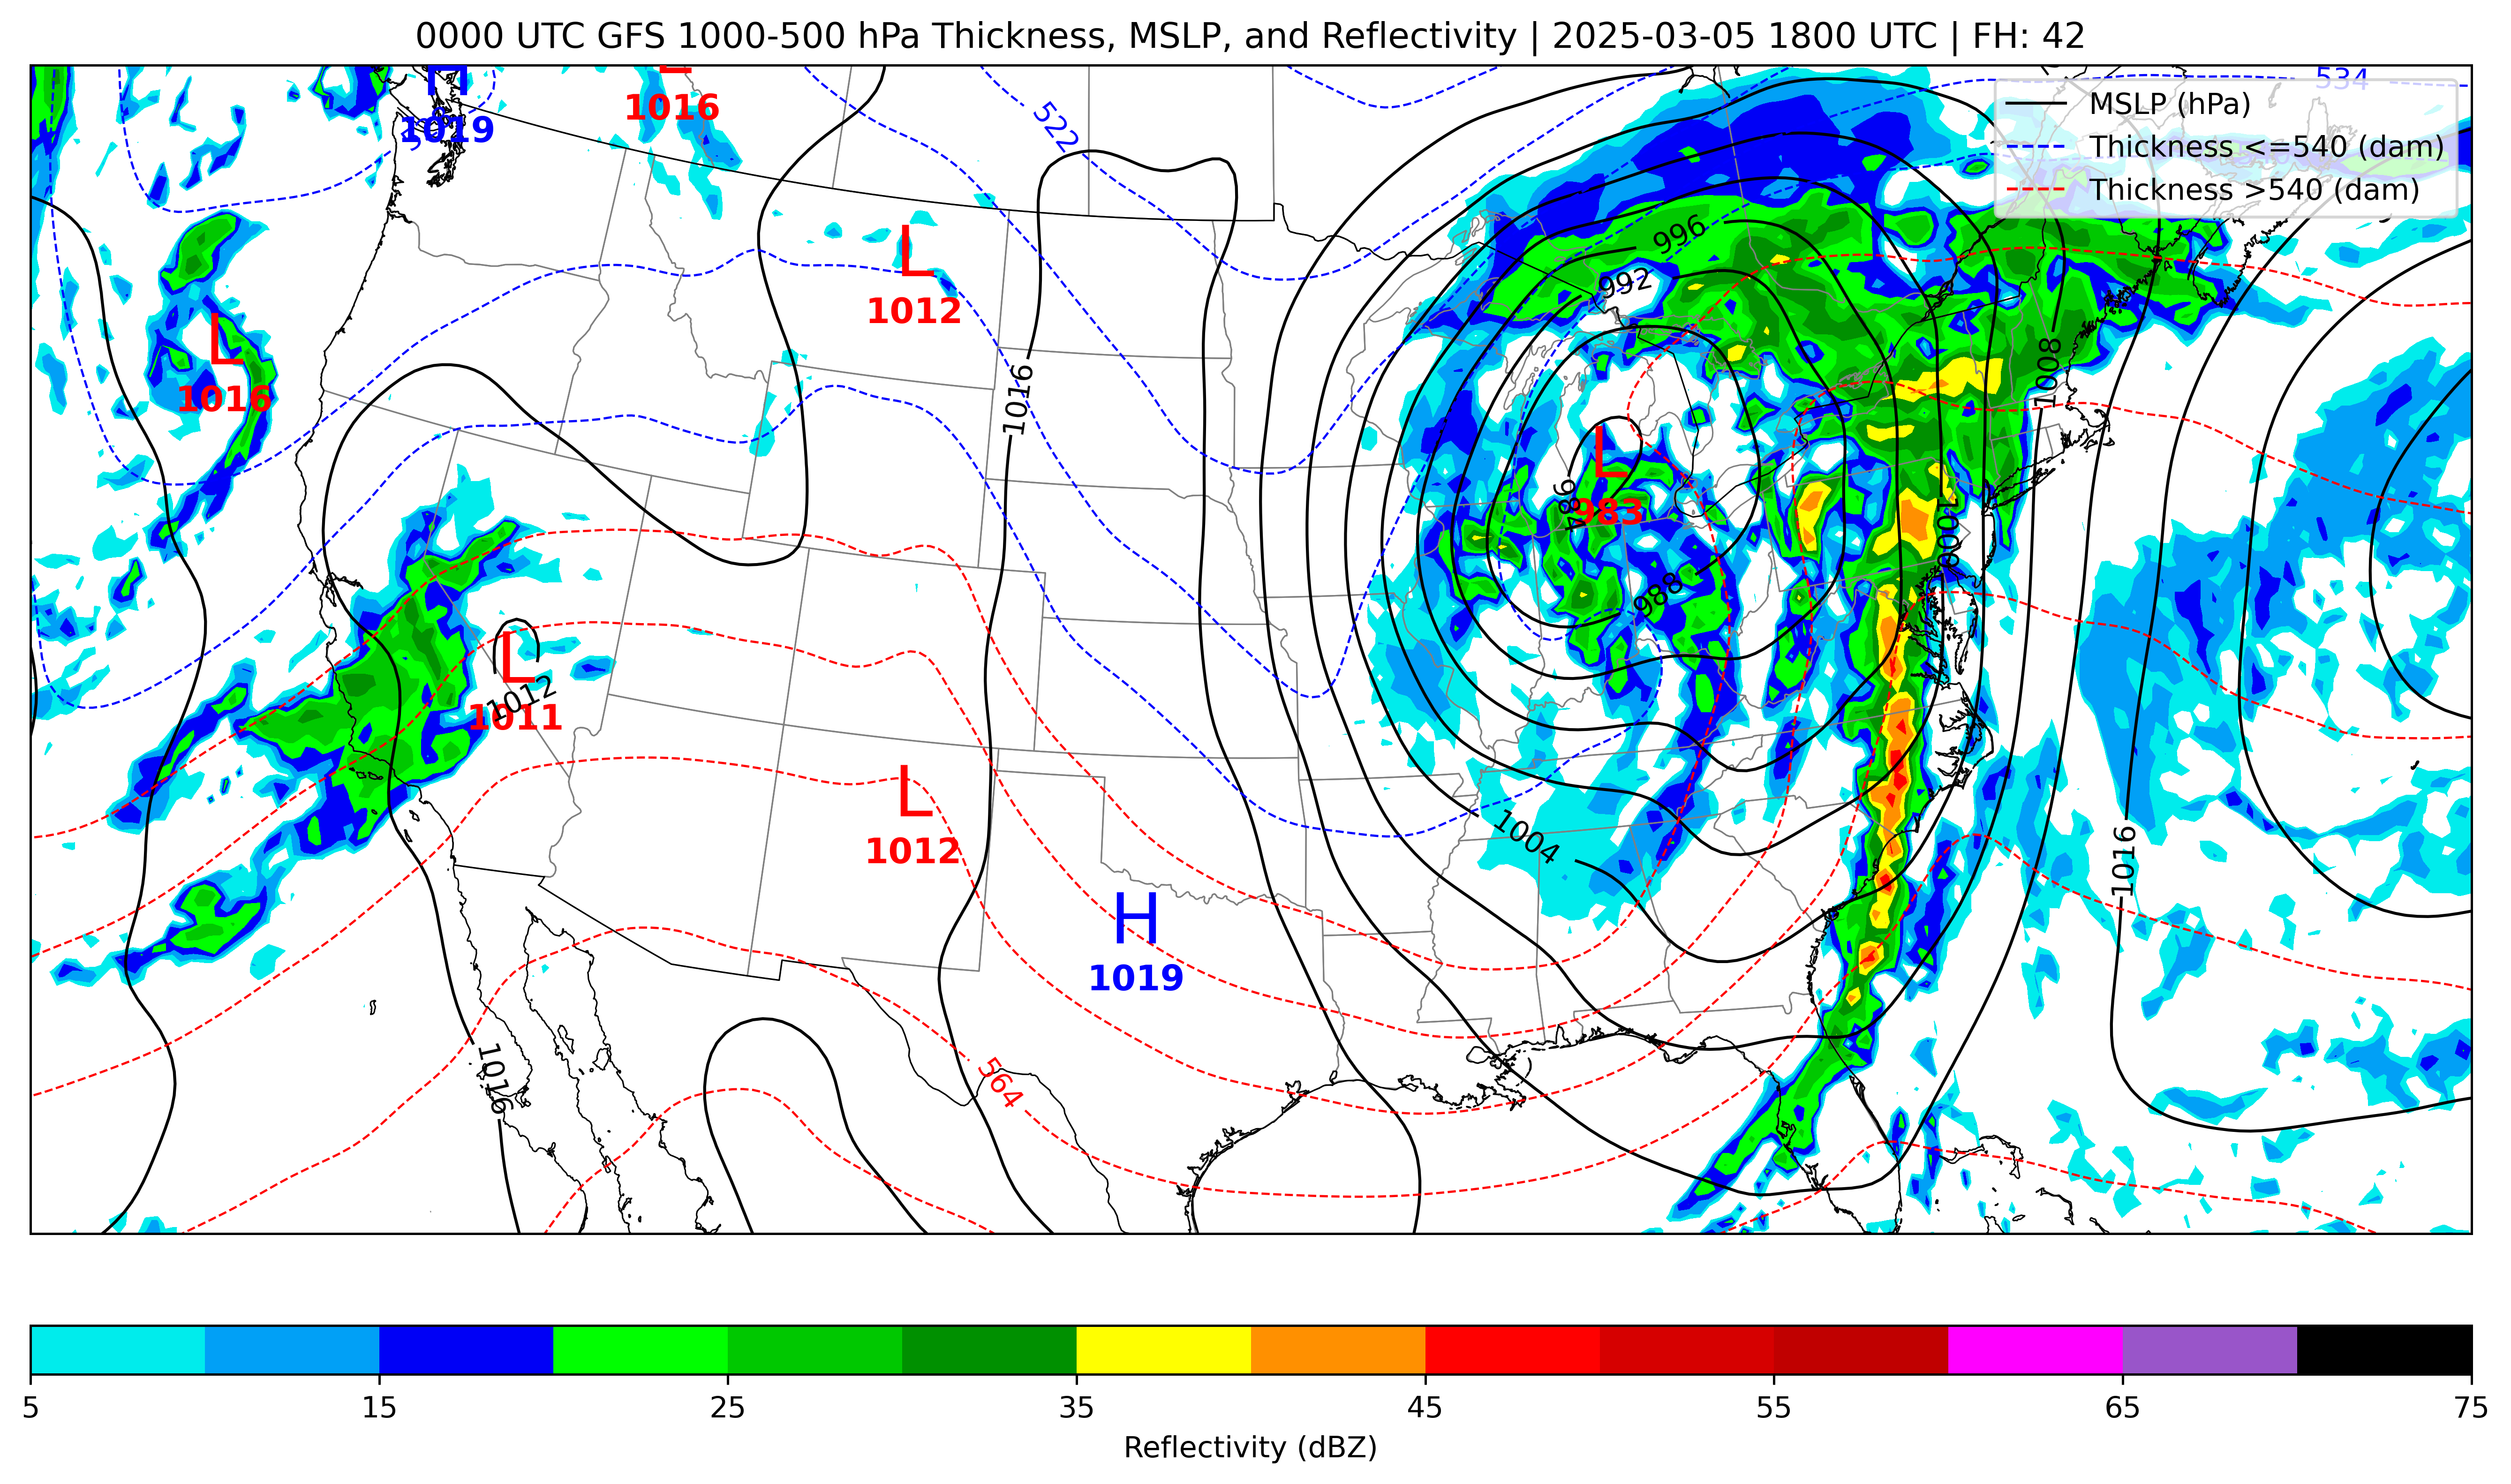 0000 UTC GFS 1000-500 hPa Thickness, MSLP, and Reflectivity | 2025-03-05 1800 UTC | FH: 42
H
1019
L
1016
522
534
MSLP (hPa)
Thickness <=540 (dam)
Thickness >540 (dam)
L
1012
996
992
L
1016
1016
1008
L
983
984
1000
988
L
1011
1012
L
1012
1004
1016
H
1019
1016
564
5
15
25
35
45
55
65
75
Reflectivity (dBZ)